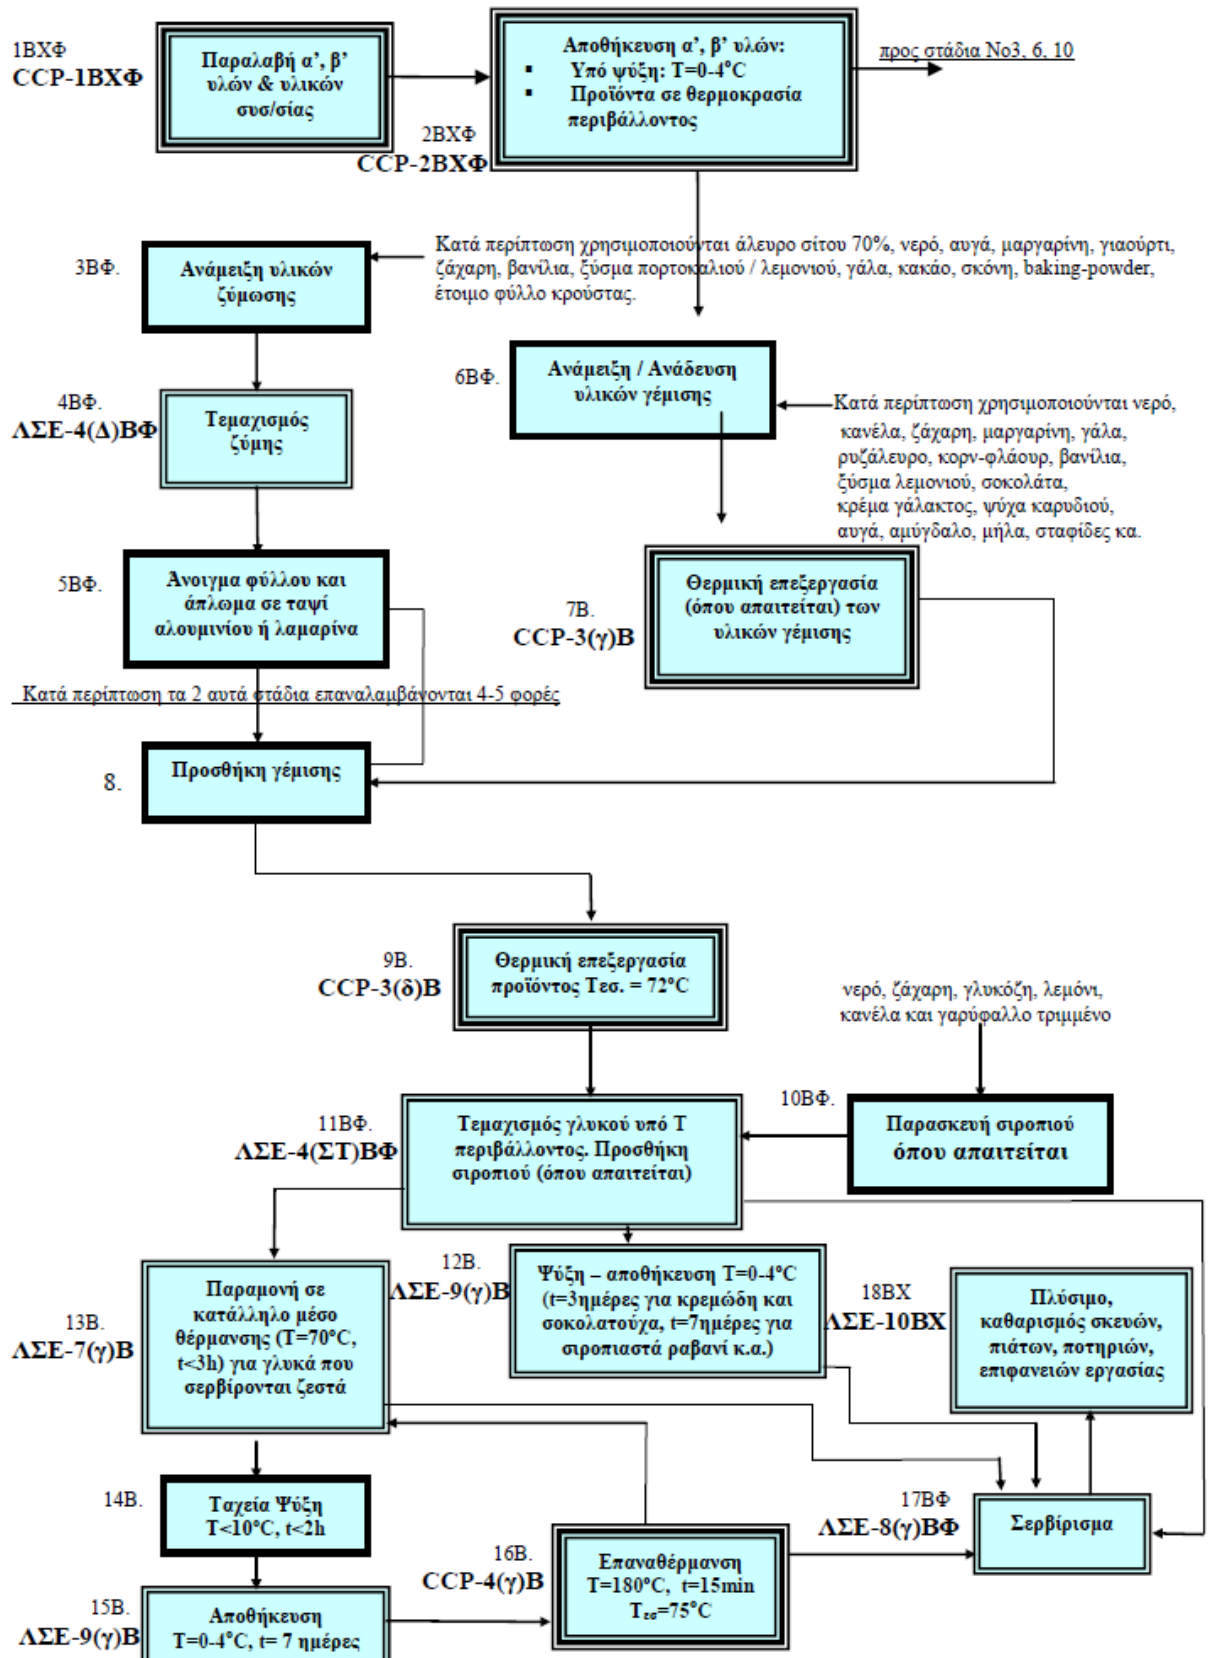 1ΒΧΦ
CCP-1ΒΧΦ
Παραλαβή α’, β’
υλών & υλικών
συσ/σίας
Αποθήκευση α’, β’ υλών:
▪ Υπό ψύξη: Τ=0-4°C
▪ Προϊόντα σε θερμοκρασία
περιβάλλοντος
προς στάδια Νο3, 6, 10
2ΒΧΦ
CCP-2ΒΧΦ
3ΒΦ.
Ανάμειξη υλικών
ζύμωσης
Κατά περίπτωση χρησιμοποιούνται άλευρο σίτου 70%, νερό, αυγά, μαργαρίνη, γιαούρτι,
ζάχαρη, βανίλια, ξύσμα πορτοκαλιού / λεμονιού, γάλα, κακάο, σκόνη, baking-powder,
έτοιμο φύλλο κρούστας.
6ΒΦ.
Ανάμειξη / Ανάδευση
υλικών γέμισης
Κατά περίπτωση χρησιμοποιούνται νερό,
κανέλα, ζάχαρη, μαργαρίνη, γάλα,
ρυζάλευρο, κορν-φλάουρ, βανίλια,
ξύσμα λεμονιού, σοκολάτα,
κρέμα γάλακτος, ψύχα καρυδιού,
αυγά, αμύγδαλο, μήλα, σταφίδες κα.
4ΒΦ.
ΛΣΕ-4(Δ)ΒΦ
Τεμαχισμός
ζύμης
5ΒΦ.
Άνοιγμα φύλλου και
άπλωμα σε ταψί
αλουμινίου ή λαμαρίνα
7Β.
CCP-3(γ)Β
Θερμική επεξεργασία
(όπου απαιτείται) των
υλικών γέμισης
Κατά περίπτωση τα 2 αυτά στάδια επαναλαμβάνονται 4-5 φορές
8.
Προσθήκη γέμισης
9Β.
CCP-3(δ)Β
Θερμική επεξεργασία
προϊόντος Τεσ. = 72°C
νερό, ζάχαρη, γλυκόζη, λεμόνι,
κανέλα και γαρύφαλλο τριμμένο
10ΒΦ.
Παρασκευή σιροπιού
όπου απαιτείται
11ΒΦ.
ΛΣΕ-4(ΣΤ)ΒΦ
Τεμαχισμός γλυκού υπό Τ
περιβάλλοντος. Προσθήκη
σιροπιού (όπου απαιτείται)
12Β.
ΛΣΕ-9(γ)Β
Ψύξη – αποθήκευση Τ=0-4°C
(t=3ημέρες για κρεμώδη και
σοκολατούχα, t=7ημέρες για
σιροπιαστά ραβανί κ.α.)
13Β.
ΛΣΕ-7(γ)Β
Παραμονή σε
κατάλληλο μέσο
θέρμανσης (Τ=70°C,
t<3h) για γλυκά που
σερβίρονται ζεστά
18ΒΧ
ΛΣΕ-10ΒΧ
Πλύσιμο,
καθαρισμός σκευών,
πιάτων, ποτηριών,
επιφανειών εργασίας
14Β.
Ταχεία Ψύξη
Τ<10°C, t<2h
17ΒΦ
ΛΣΕ-8(γ)ΒΦ
Σερβίρισμα
16Β.
CCP-4(γ)Β
Επαναθέρμανση
Τ=180°C, t=15min
Τεσ=75°C
15Β.
ΛΣΕ-9(γ)Β
Αποθήκευση
Τ=0-4°C, t= 7 ημέρες